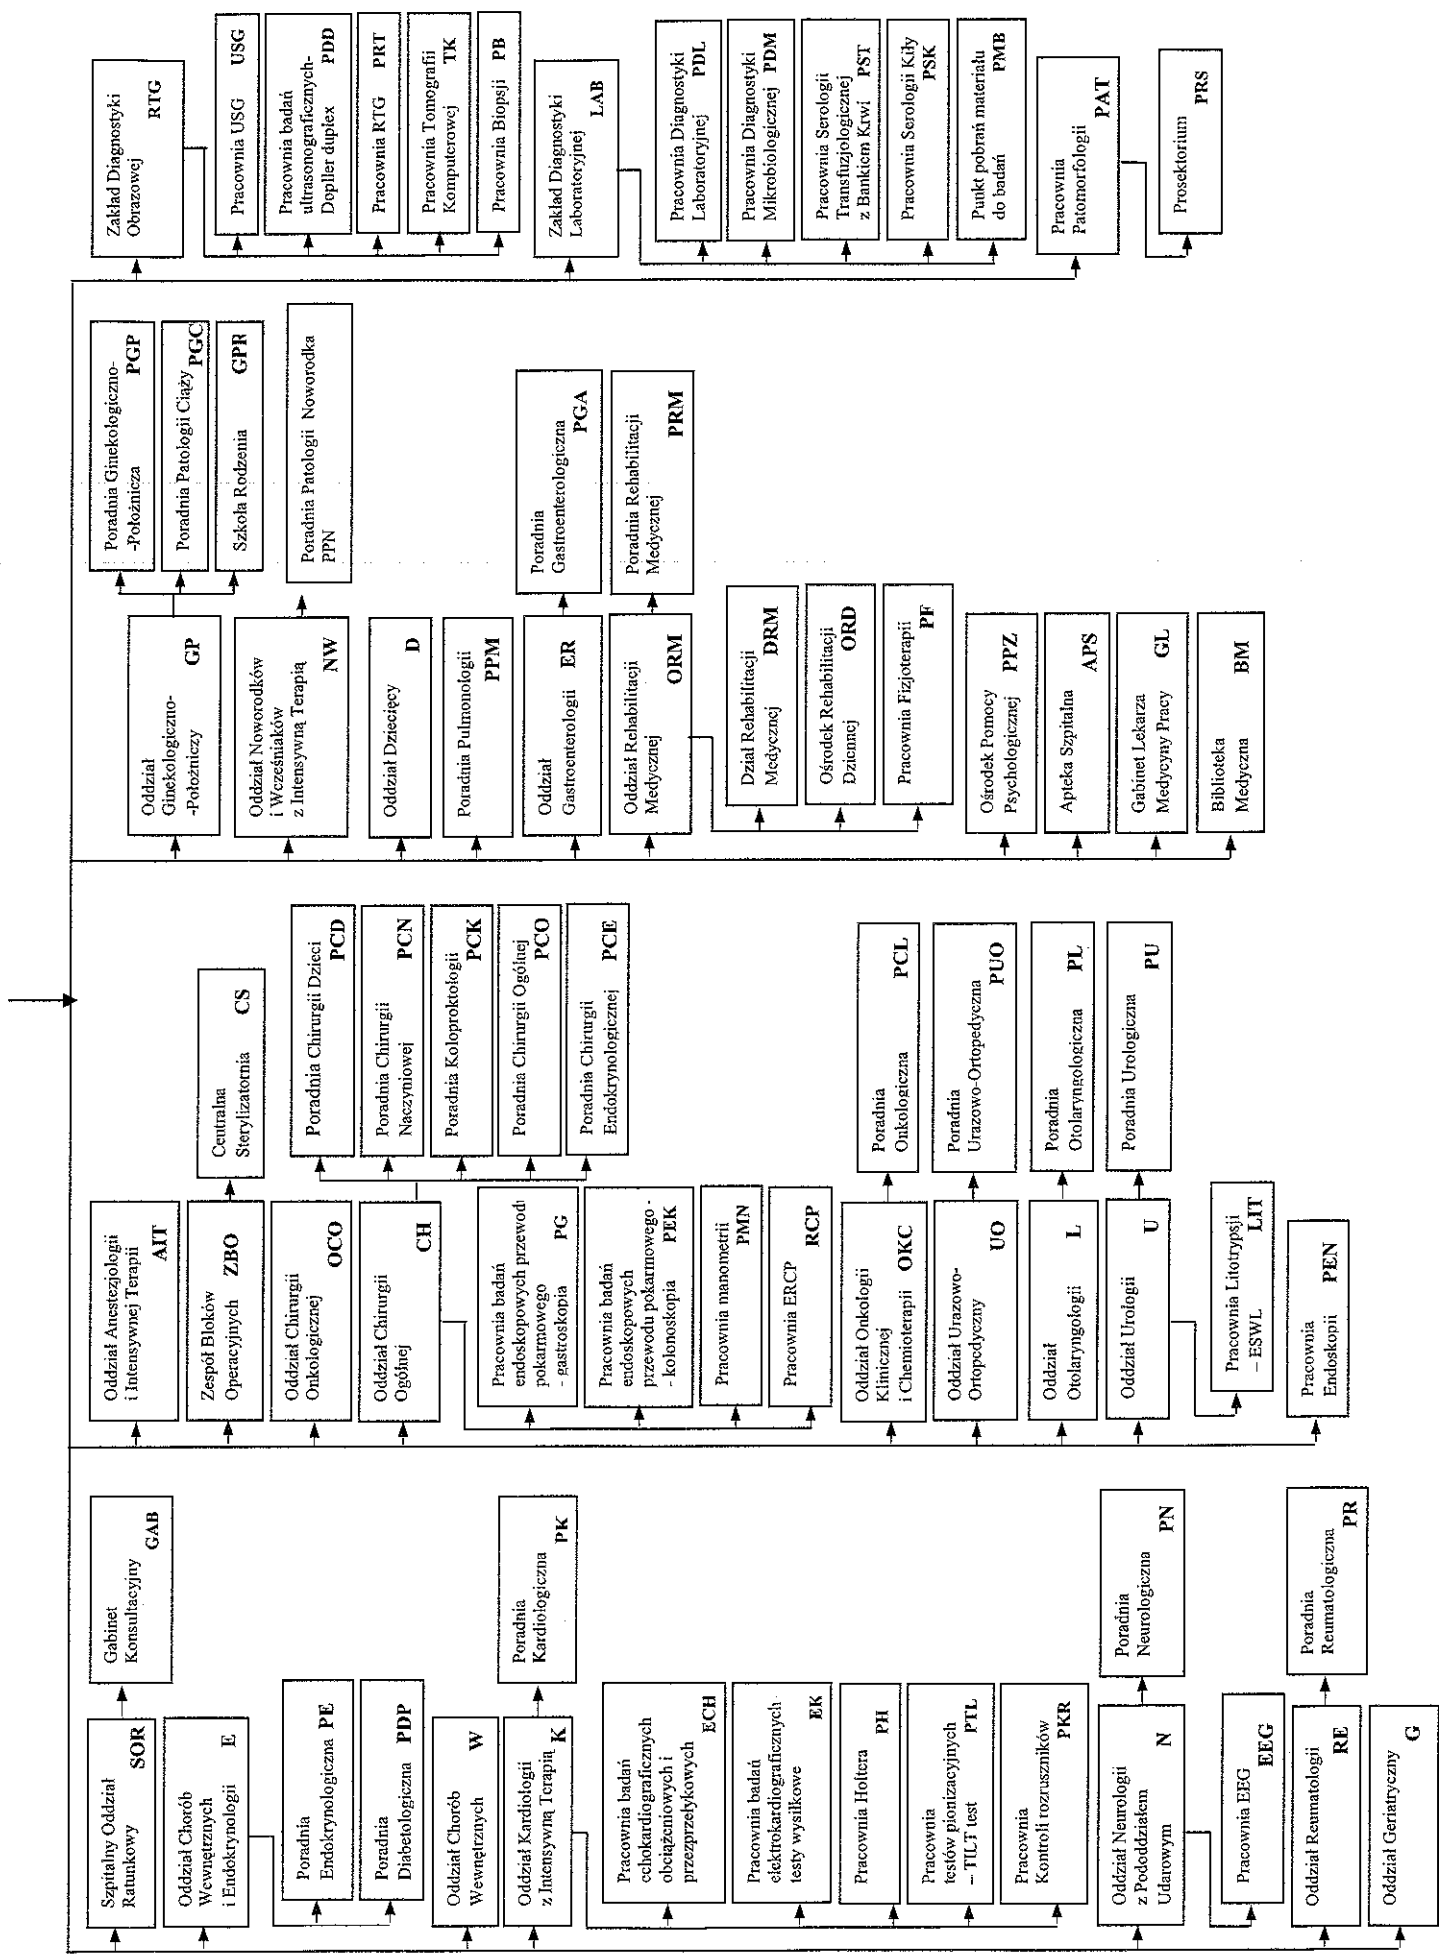 Szpitalny Oddział
Ratunkowy SOR
Gabinet
Konsultacyjny
GAB
Oddział Chorób
Wewnętrznych E
i Endokrynologii
Poradnia
Endokrynologiczna PE
Poradnia
Diabetologiczna PDP
Oddział Chorób
Wewnętrznych W
Oddział Kardiologii
z Intensywną Terapią K
Poradnia
Kardiologiczna
PK
Pracownia badań
echokardiograficznych
obciążeniowych i
przezprzełykowych ECH
Pracownia badań
elektrokardiograficznych -
testy wysiłkowe EK
Pracownia Holtera
PH
Pracownia
testów pionizacyjnych
– TILT test PTL
Pracownia
Kontroli rozruszników
PKR
Oddział Neurologii
z Pododdziałem
Udarowym N
Poradnia
Neurologiczna
PN
Pracownia EEG
EEG
Oddział Reumatologii
RE
Poradnia
Reumatologiczna
PR
Oddział Geriatryczny
G
Oddział Anestezjologii
i Intensywnej Terapii
AIT
Zespół Bloków
Operacyjnych ZBO
Centralna
Sterylizatornia CS
Oddział Chirurgii
Onkologicznej
OCO
Oddział Chirurgii
Ogólnej
CH
Poradnia Chirurgii Dzieci
PCD
Poradnia Chirurgii
Naczyniowej PCN
Poradnia Koloproktologii
PCK
Poradnia Chirurgii Ogólnej
PCO
Poradnia Chirurgii
Endokrynologicznej PCE
Pracownia badań
endoskopowych przewodu
pokarmowego
- gastroskopia PG
Pracownia badań
endoskopowych
przewodu pokarmowego -
- kolonoskopia PEK
Pracownia manometrii
PMN
Pracownia ERCP
RCP
Oddział Onkologii
Klinicznej
i Chemioterapii OKC
Poradnia
Onkologiczna
PCL
Oddział Urazowo-
Ortopedyczny
UO
Poradnia
Urazowo-Ortopedyczna
PUO
Oddział
Otolaryngologii L
Poradnia
Otolaryngologiczna PL
Oddział Urologii
U
Poradnia Urologiczna
PU
Pracownia Litotrypsji
– ESWL LIT
Pracownia
Endoskopii PEN
Oddział
Ginekologiczno-
-Położniczy GP
Poradnia Ginekologiczno-
-Położnicza PGP
Poradnia Patologii Ciąży
PGC
Szkoła Rodzenia GPR
Oddział Noworodków
i Wcześniaków
z Intensywną Terapią
NW
Poradnia Patologii Noworodka
PPN
Oddział Dziecięcy
D
Poradnia Pulmonologii
PPM
Oddział
Gastroenterologii ER
Poradnia
Gastroenterologiczna
PGA
Oddział Rehabilitacji
Medycznej
ORM
Poradnia Rehabilitacji
Medycznej
PRM
Dział Rehabilitacji
Medycznej DRM
Ośrodek Rehabilitacji
Dziennej ORD
Pracownia Fizjoterapii
PF
Ośrodek Pomocy
Psychologicznej PPZ
Apteka Szpitalna
APS
Gabinet Lekarza
Medycyny Pracy GL
Biblioteka
Medyczna BM
Zakład Diagnostyki
Obrazowej
RTG
Pracownia USG USG
Pracownia badań
ultrasonograficznych-
Dopller duplex PDD
Pracownia RTG PRT
Pracownia Tomografii
Komputerowej TK
Pracownia Biopsji PB
Zakład Diagnostyki
Laboratoryjnej
LAB
Pracownia Diagnostyki
Laboratoryjnej PDL
Pracownia Diagnostyki
Mikrobiologicznej PDM
Pracownia Serologii
Transfuzjologicznej
z Bankiem Krwi PST
Pracownia Serologii Kiły
PSK
Punkt pobrań materiału
do badań PMB
Pracownia
Patomorfologii
PAT
Prosektorium
PRS